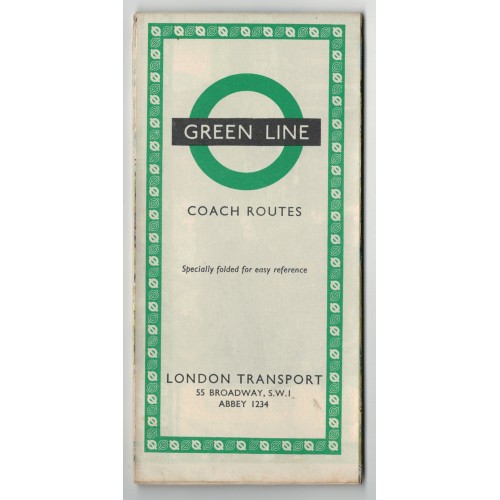 GREEN LINE
COACH ROUTES
Specially folded for easy reference
LONDON TRANSPORT
55 BROADWAY, S.W.1
ABBEY 1234